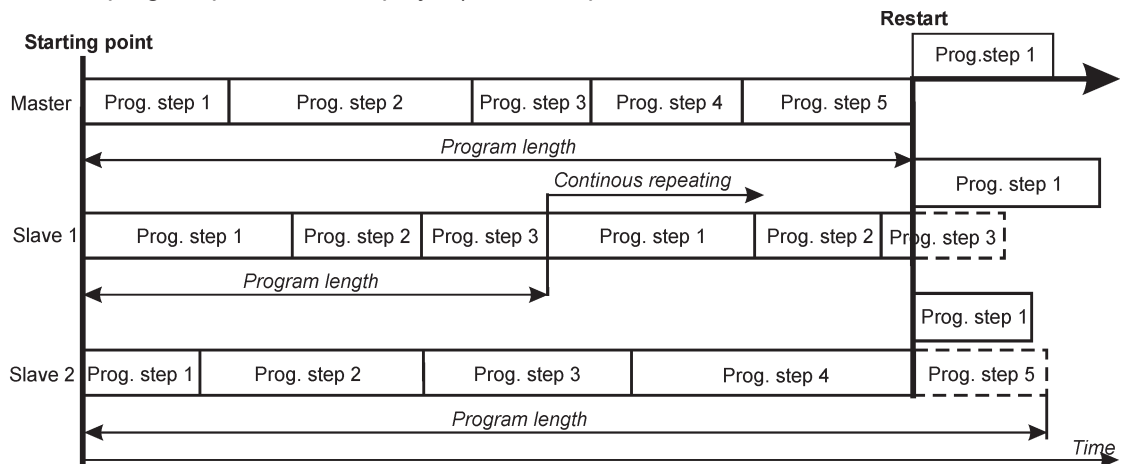 Restart
Starting point
Prog.step 1
Master Prog. step 1 Prog. step 2 Prog. step 3 Prog. step 4 Prog. step 5
Program length
Continous repeating
Prog. step 1
Slave 1 Prog. step 1 Prog. step 2 Prog. step 3 Prog. step 1 Prog. step 2 Prog. step 3
Program length
Prog. step 1
Slave 2 Prog. step 1 Prog. step 2 Prog. step 3 Prog. step 4 Prog. step 5
Program length
Time